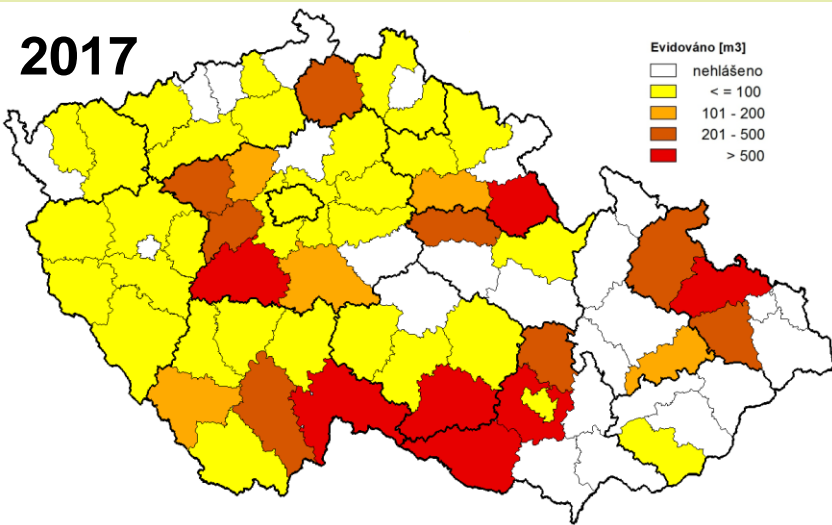 2017
Evidováno [m3]
nehlášeno
< = 100
101 - 200
201 - 500
> 500